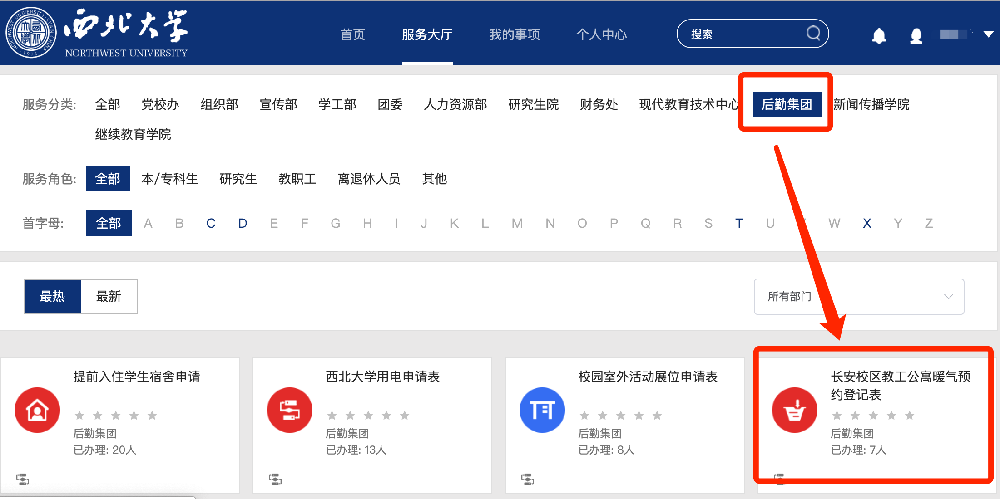 NORTHWEST UNIVERSITY·XI'AN·CHINA
·1902·
西北大学
NORTHWEST UNIVERSITY
首页 服务大厅 我的事项 个人中心 搜索
服务分类: 全部 党校办 组织部 宣传部 学工部 团委 人力资源部 研究生院 财务处 现代教育技术中心 后勤集团 新闻传播学院
继续教育学院
服务角色: 全部 本/专科生 研究生 教职工 离退休人员 其他
首字母: 全部 A B C D E F G H I J K L M N O P Q R S T U W X Y Z
最热 最新 所有部门
提前入住学生宿舍申请
后勤集团
已办理: 20人
西北大学用电申请表
后勤集团
已办理: 13人
校园室外活动展位申请表
后勤集团
已办理: 8人
长安校区教工公寓暖气预
约登记表
后勤集团
已办理: 7人